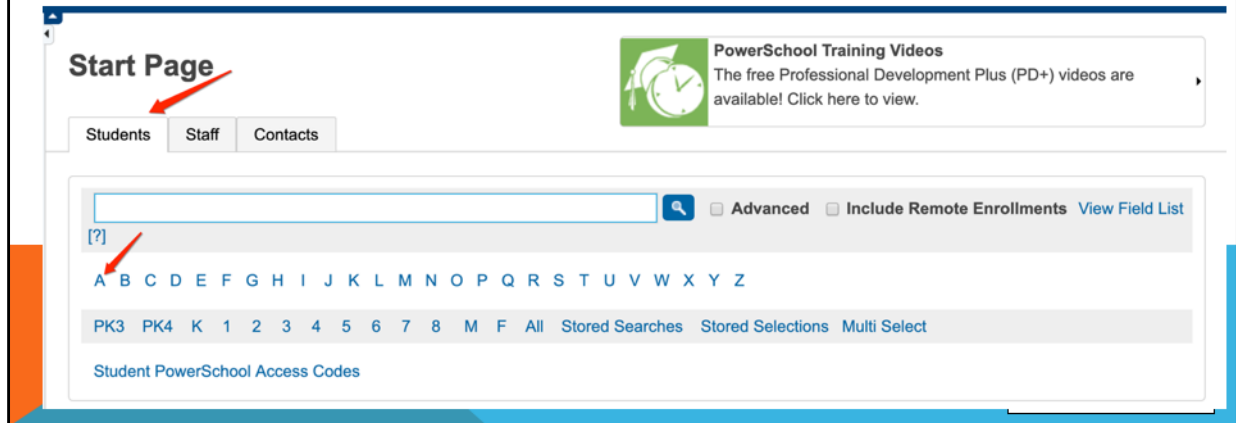 Start Page
PowerSchool Training Videos
The free Professional Development Plus (PD+) videos are
available! Click here to view.
Students Staff Contacts
Advanced Include Remote Enrollments View Field List
[?]
A B C D E F G H I J K L M N O P Q R S T U V W X Y Z
PK3 PK4 K 1 2 3 4 5 6 7 8 M F All Stored Searches Stored Selections Multi Select
Student PowerSchool Access Codes